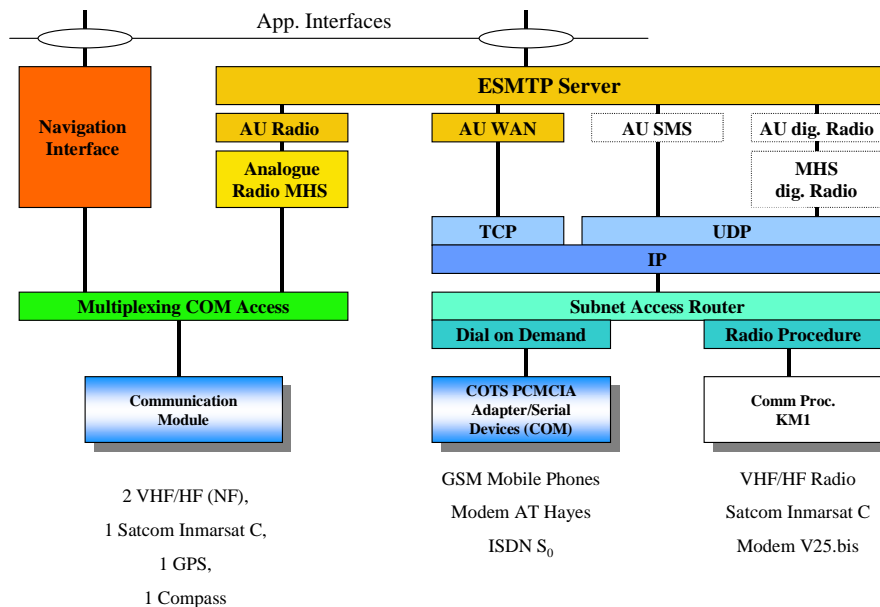 App. Interfaces
ESMTP Server
Navigation
Interface
AU Radio
AU WAN
AU SMS
AU dig. Radio
Analogue
Radio MHS
MHS
dig. Radio
TCP
UDP
IP
Multiplexing COM Access
Subnet Access Router
Dial on Demand
Radio Procedure
Communication
Module
COTS PCMCIA
Adapter/Serial
Devices (COM)
Comm Proc.
KM1
2 VHF/HF (NF),
1 Satcom Inmarsat C,
1 GPS,
1 Compass
GSM Mobile Phones
Modem AT Hayes
ISDN S₀
VHF/HF Radio
Satcom Inmarsat C
Modem V25.bis